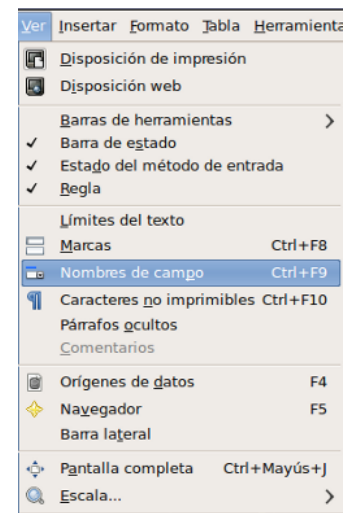 Ver Insertar Formato Tabla Herramienta
Disposición de impresión
Disposición web
Barras de herramientas
Barra de estado
Estado del método de entrada
Regla
Límites del texto
Marcas Ctrl+F8
Nombres de campo Ctrl+F9
Caracteres no imprimibles Ctrl+F10
Párrafos ocultos
Comentarios
Orígenes de datos F4
Navegador F5
Barra lateral
Pantalla completa Ctrl+Mayús+J
Escala...